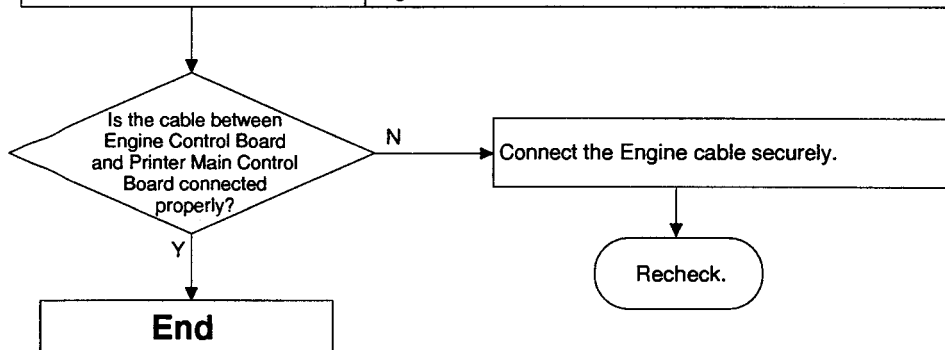 Is the cable between
Engine Control Board
and Printer Main Control
Board connected
properly?
N
Connect the Engine cable securely.
Y
Recheck.
End